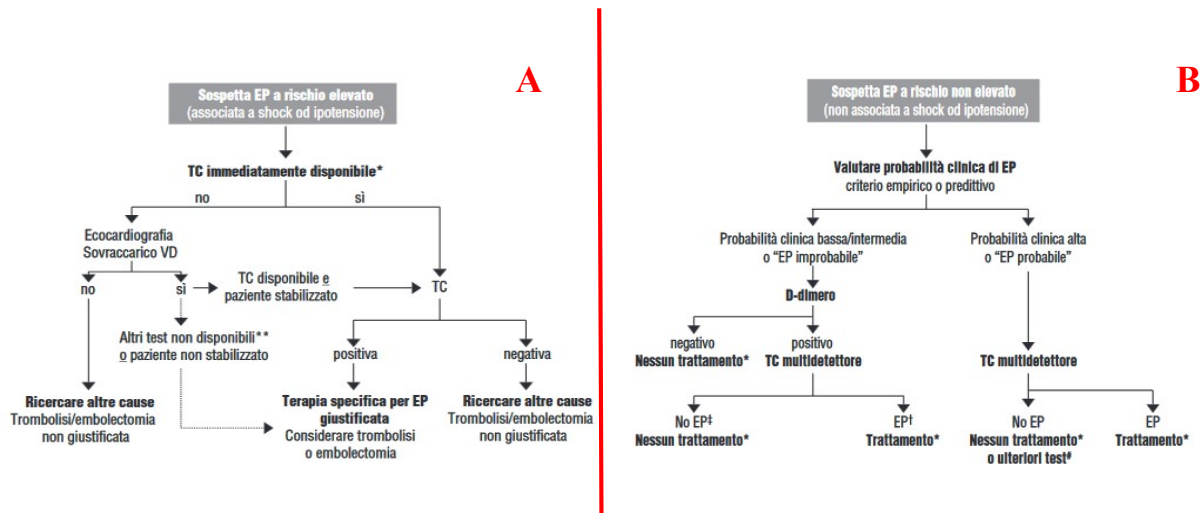 A
Sospetta EP a rischio elevato
(associata a shock od ipotensione)
TC immediatamente disponibile*
no
sì
Ecocardiografia
Sovraccarico VD
no
sì
TC disponibile e
paziente stabilizzato
TC
Altri test non disponibili**
o paziente non stabilizzato
positiva
negativa
Ricercare altre cause
Trombolisi/embolectomia
non giustificata
Terapia specifica per EP
giustificata
Considerare trombolisi
o embolectomia
Ricercare altre cause
Trombolisi/embolectomia
non giustificata
B
Sospetta EP a rischio non elevato
(non associata a shock od ipotensione)
Valutare probabilità clinica di EP
criterio empirico o predittivo
Probabilità clinica bassa/intermedia
o “EP improbabile”
Probabilità clinica alta
o “EP probabile”
D-dimero
negativo
Nessun trattamento*
positivo
TC multidetettore
TC multidetettore
No EP‡
Nessun trattamento*
EP†
Trattamento*
No EP
Nessun trattamento*
o ulteriori test#
EP
Trattamento*